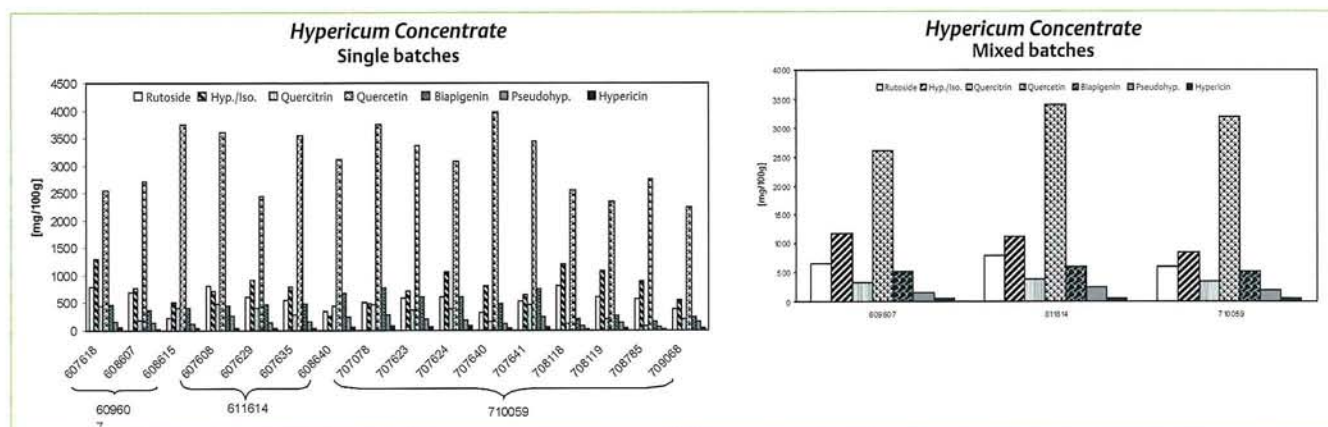 Hypericum Concentrate
Single batches
4500
4000
3500
3000
2500
2000
1500
1000
500
0
[mg/100g]
Rutoside Hyp./Iso. Quercitrin Quercetin Biapigenin Pseudohyp. Hypericin
607618 608607 608615 607608 607629 607635 608640 707078 707623 707624 707640 707641 708118 708119 708785 709068
60960
7
611614
710059
Hypericum Concentrate
Mixed batches
4000
3500
3000
2500
2000
1500
1000
500
0
[mg/100g]
Rutoside Hyp./Iso. Quercitrin Quercetin Biapigenin Pseudohyp. Hypericin
609607 611614 710059